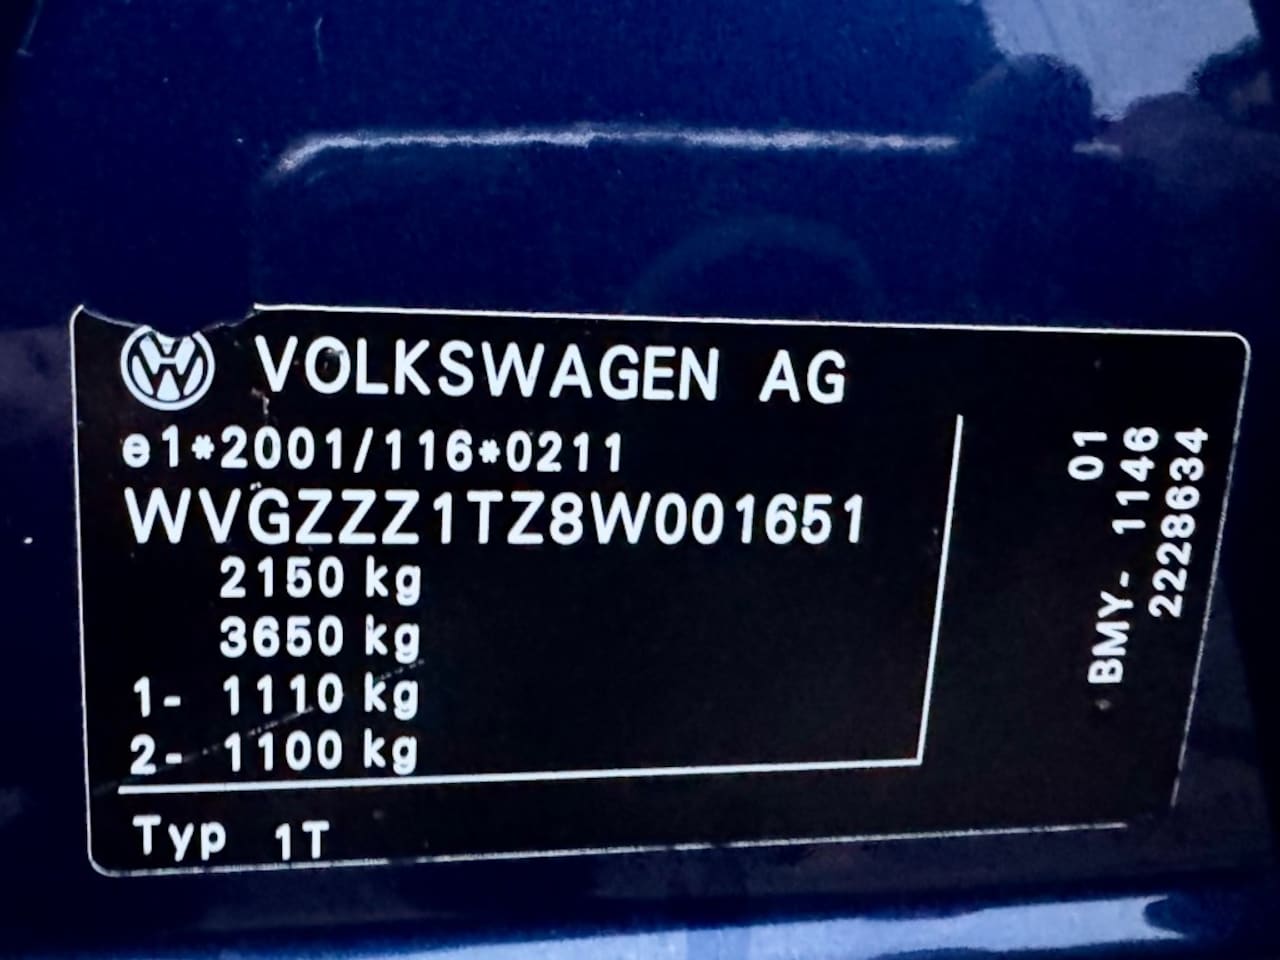 VOLKSWAGEN AG
e1*2001/116*0211
WVGZZZ1TZ8W001651
2150 kg
3650 kg
1- 1110 kg
2- 1100 kg
Typ 1T
01
BMY- 1146
2228634